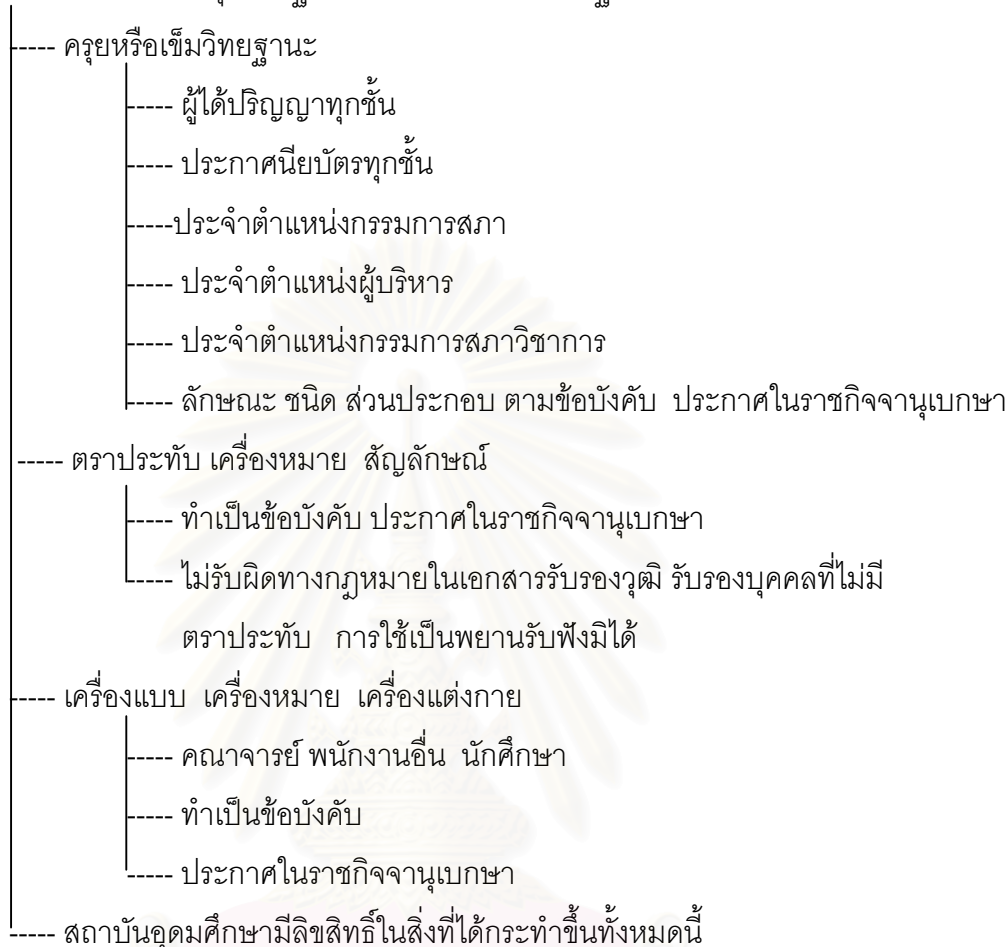 ----- ครุยหรือเข็มวิทยฐานะ
----- ผู้ได้ปริญญาทุกชั้น
----- ประกาศนียบัตรทุกชั้น
-----ประจำตำแหน่งกรรมการสภา
----- ประจำตำแหน่งผู้บริหาร
----- ประจำตำแหน่งกรรมการสภาวิชาการ
----- ลักษณะ ชนิด ส่วนประกอบ ตามข้อบังคับ ประกาศในราชกิจจานุเบกษา
----- ตราประทับ เครื่องหมาย สัญลักษณ์
----- ทำเป็นข้อบังคับ ประกาศในราชกิจจานุเบกษา
----- ไม่รับผิดทางกฎหมายในเอกสารรับรองวุฒิ รับรองบุคคลที่ไม่มี
ตราประทับ การใช้เป็นพยานรับฟังมิได้
----- เครื่องแบบ เครื่องหมาย เครื่องแต่งกาย
----- คณาจารย์ พนักงานอื่น นักศึกษา
----- ทำเป็นข้อบังคับ
----- ประกาศในราชกิจจานุเบกษา
----- สถาบันอุดมศึกษามีลิขสิทธิ์ในสิ่งที่ได้กระทำขึ้นทั้งหมดนี้